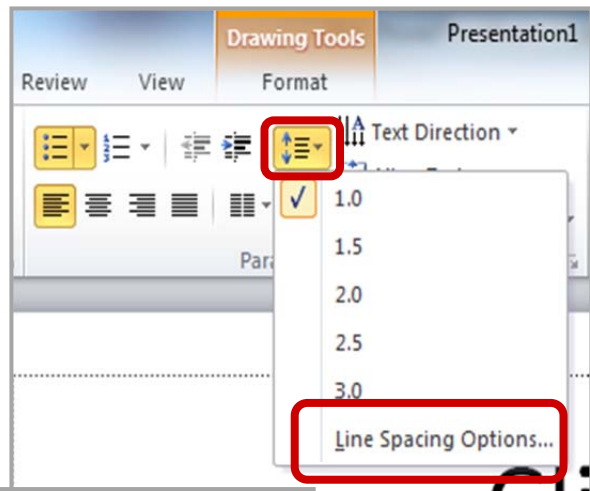 Drawing Tools Presentation1
Review View Format
Text Direction
1.0
1.5
Para
2.0
2.5
3.0
Line Spacing Options...